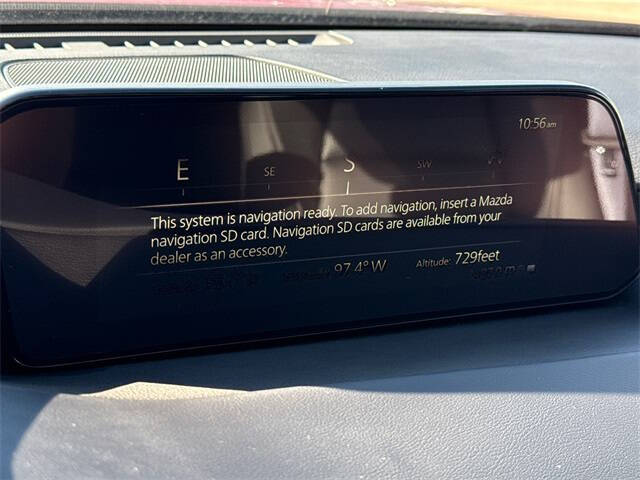 10:56am
E SE S SW W
This system is navigation ready. To add navigation, insert a Mazda
navigation SD card. Navigation SD cards are available from your
dealer as an accessory.
97.4°W Altitude: 729feet